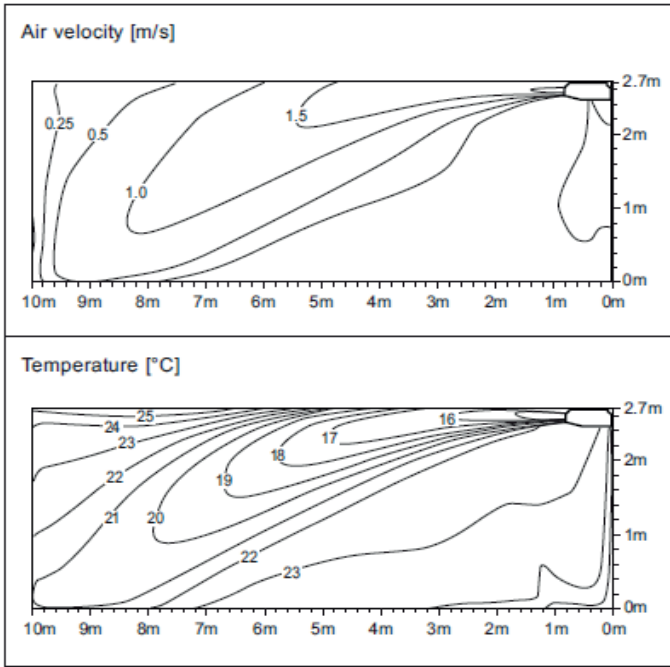 Air velocity [m/s]
2.7m
0.25
0.5
1.5
2m
1.0
1m
0m
10m 9m 8m 7m 6m 5m 4m 3m 2m 1m 0m
Temperature [°C]
2.7m
25
24
16
23
17
18
2m
22
19
21
20
1m
22
23
0m
10m 9m 8m 7m 6m 5m 4m 3m 2m 1m 0m